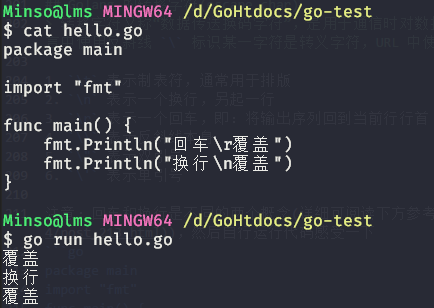 Minso@lms MINGW64 /d/GoHtdocs/go-test
$ cat hello.go
package main
import "fmt"
func main() {
    fmt.Println("回车\r覆盖")
    fmt.Println("换行\n覆盖")
}
Minso@lms MINGW64 /d/GoHtdocs/go-test
$ go run hello.go
覆盖
换行
覆盖